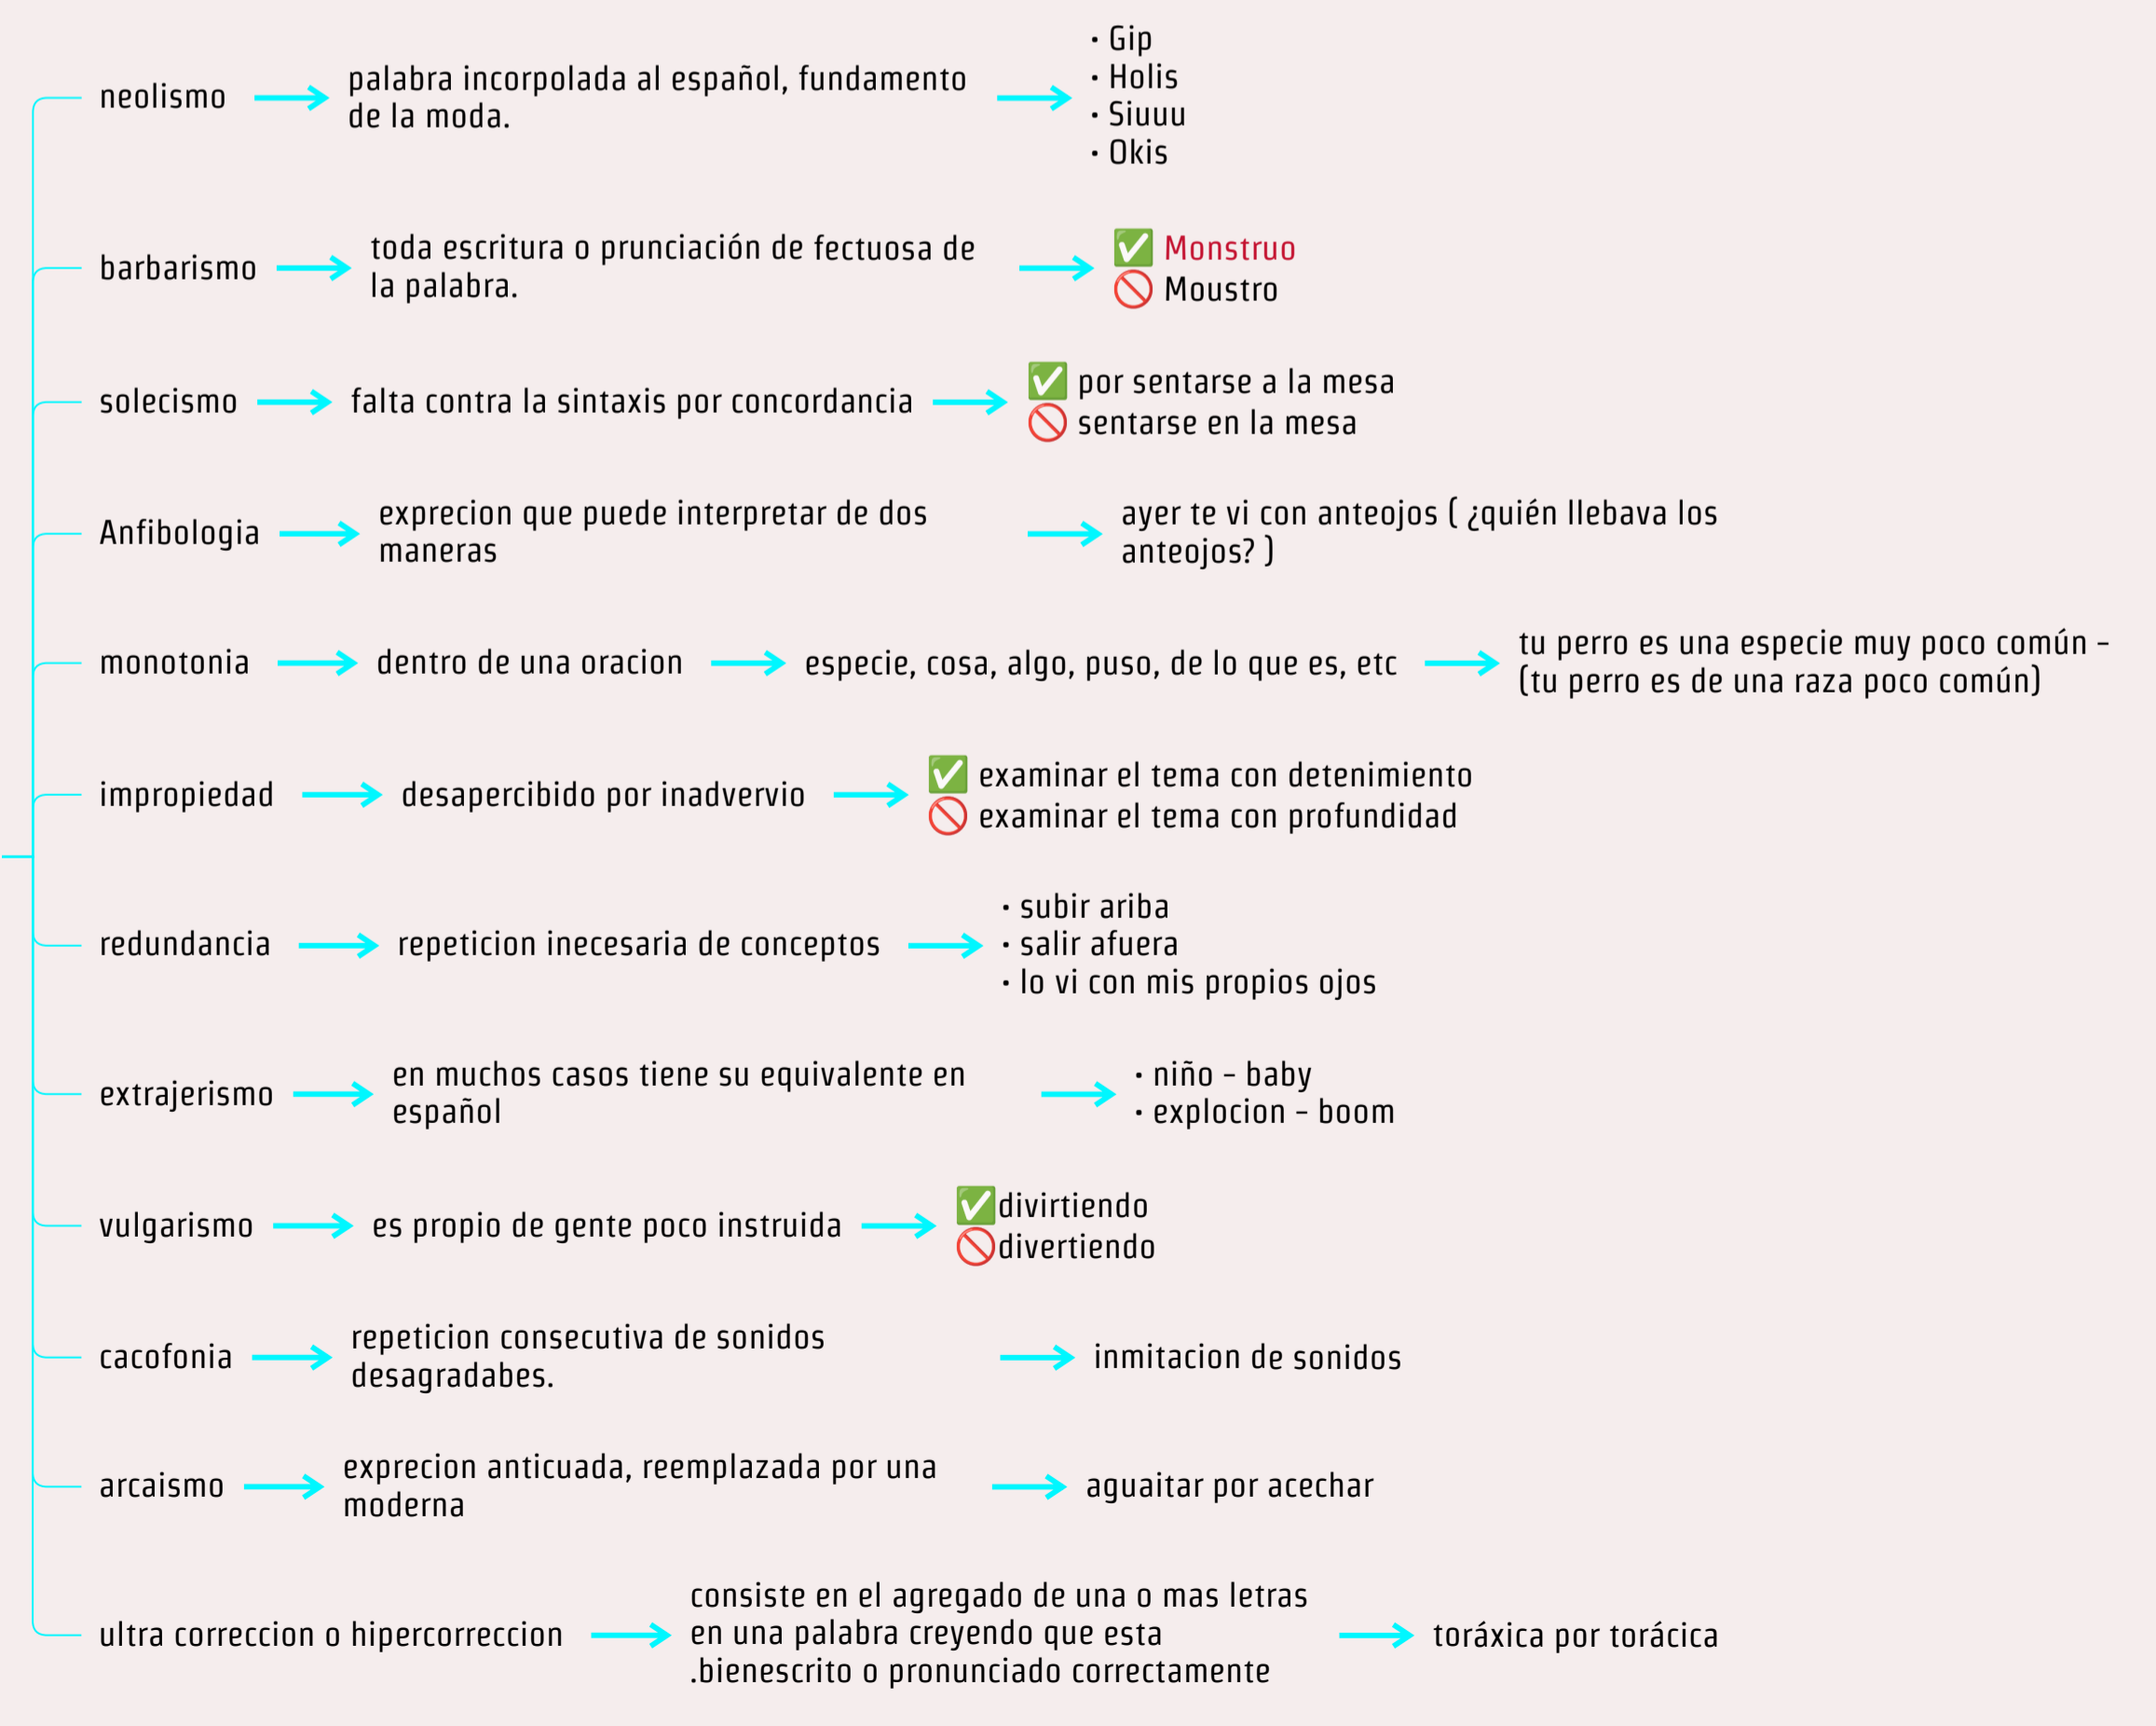 neolismo
palabra incorpolada al español, fundamento
de la moda.
• Gip
• Holis
• Siuuu
• Okis
barbarismo
toda escritura o prunciación de fectuosa de
la palabra.
✅ Monstruo
🚫 Moustro
solecismo
falta contra la sintaxis por concordancia
✅ por sentarse a la mesa
🚫 sentarse en la mesa
Anfibologia
exprecion que puede interpretar de dos
maneras
ayer te vi con anteojos ( ¿quién llebava los
anteojos? )
monotonia
dentro de una oracion
especie, cosa, algo, puso, de lo que es, etc
tu perro es una especie muy poco común -
(tu perro es de una raza poco común)
impropiedad
desapercibido por inadvervio
✅ examinar el tema con detenimiento
🚫 examinar el tema con profundidad
redundancia
repeticion inecesaria de conceptos
• subir ariba
• salir afuera
• lo vi con mis propios ojos
extrajerismo
en muchos casos tiene su equivalente en
español
• niño - baby
• explocion - boom
vulgarismo
es propio de gente poco instruida
✅divirtiendo
🚫divertiendo
cacofonia
repeticion consecutiva de sonidos
desagradabes.
inmitacion de sonidos
arcaismo
exprecion anticuada, reemplazada por una
moderna
aguaitar por acechar
ultra correccion o hipercorreccion
consiste en el agregado de una o mas letras
en una palabra creyendo que esta
.bienescrito o pronunciado correctamente
toráxica por torácica